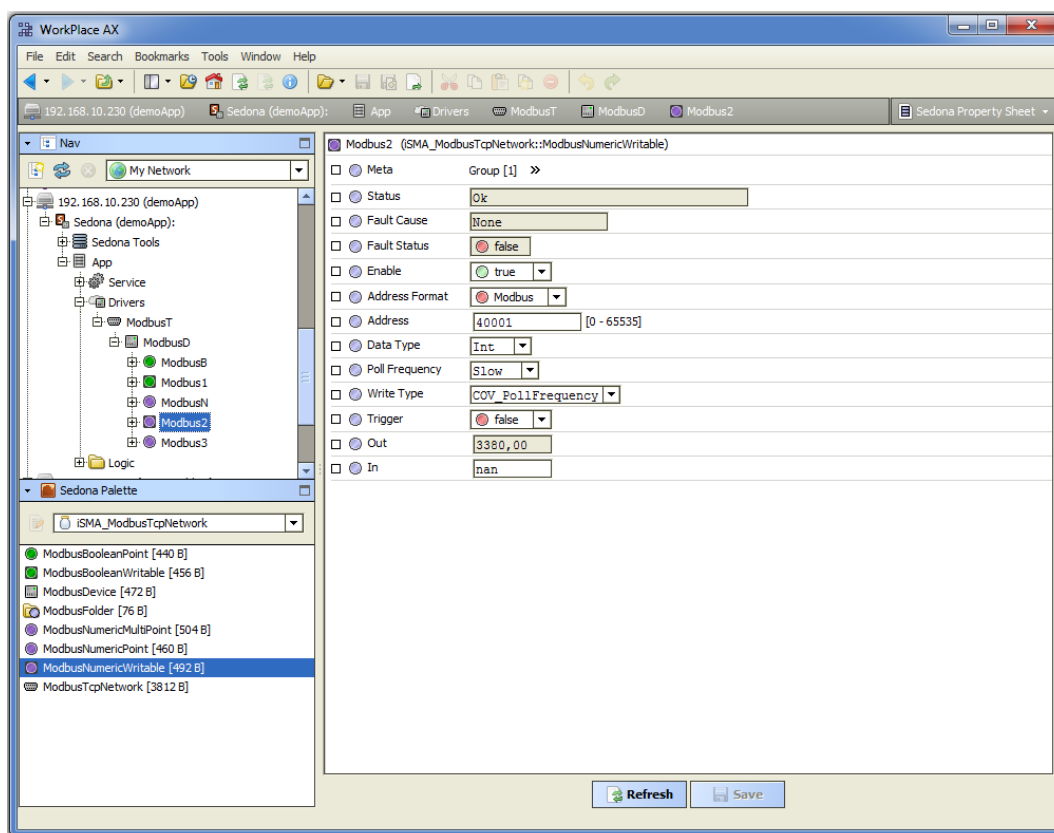 WorkPlace AX
File Edit Search Bookmarks Tools Window Help
192.168.10.230 (demoApp) Sedona (demoApp): App Drivers ModbusT ModbusD Modbus2 Sedona Property Sheet
Nav
My Network
192.168.10.230 (demoApp)
Sedona (demoApp):
Sedona Tools
App
Service
Drivers
ModbusT
ModbusD
ModbusB
Modbus1
ModbusN
Modbus2
Modbus3
Logic
Sedona Palette
iSMA_ModbusTcpNetwork
ModbusBooleanPoint [440 B]
ModbusBooleanWritable [456 B]
ModbusDevice [472 B]
ModbusFolder [76 B]
ModbusNumericMultiPoint [504 B]
ModbusNumericPoint [460 B]
ModbusNumericWritable [492 B]
ModbusTcpNetwork [3812 B]
Modbus2 (iSMA_ModbusTcpNetwork::ModbusNumericWritable)
Meta Group [1] »
Status Ok
Fault Cause None
Fault Status false
Enable true
Address Format Modbus
Address 40001 [0 - 65535]
Data Type Int
Poll Frequency Slow
Write Type COV_PollFrequency
Trigger false
Out 3380,00
In nan
Refresh Save